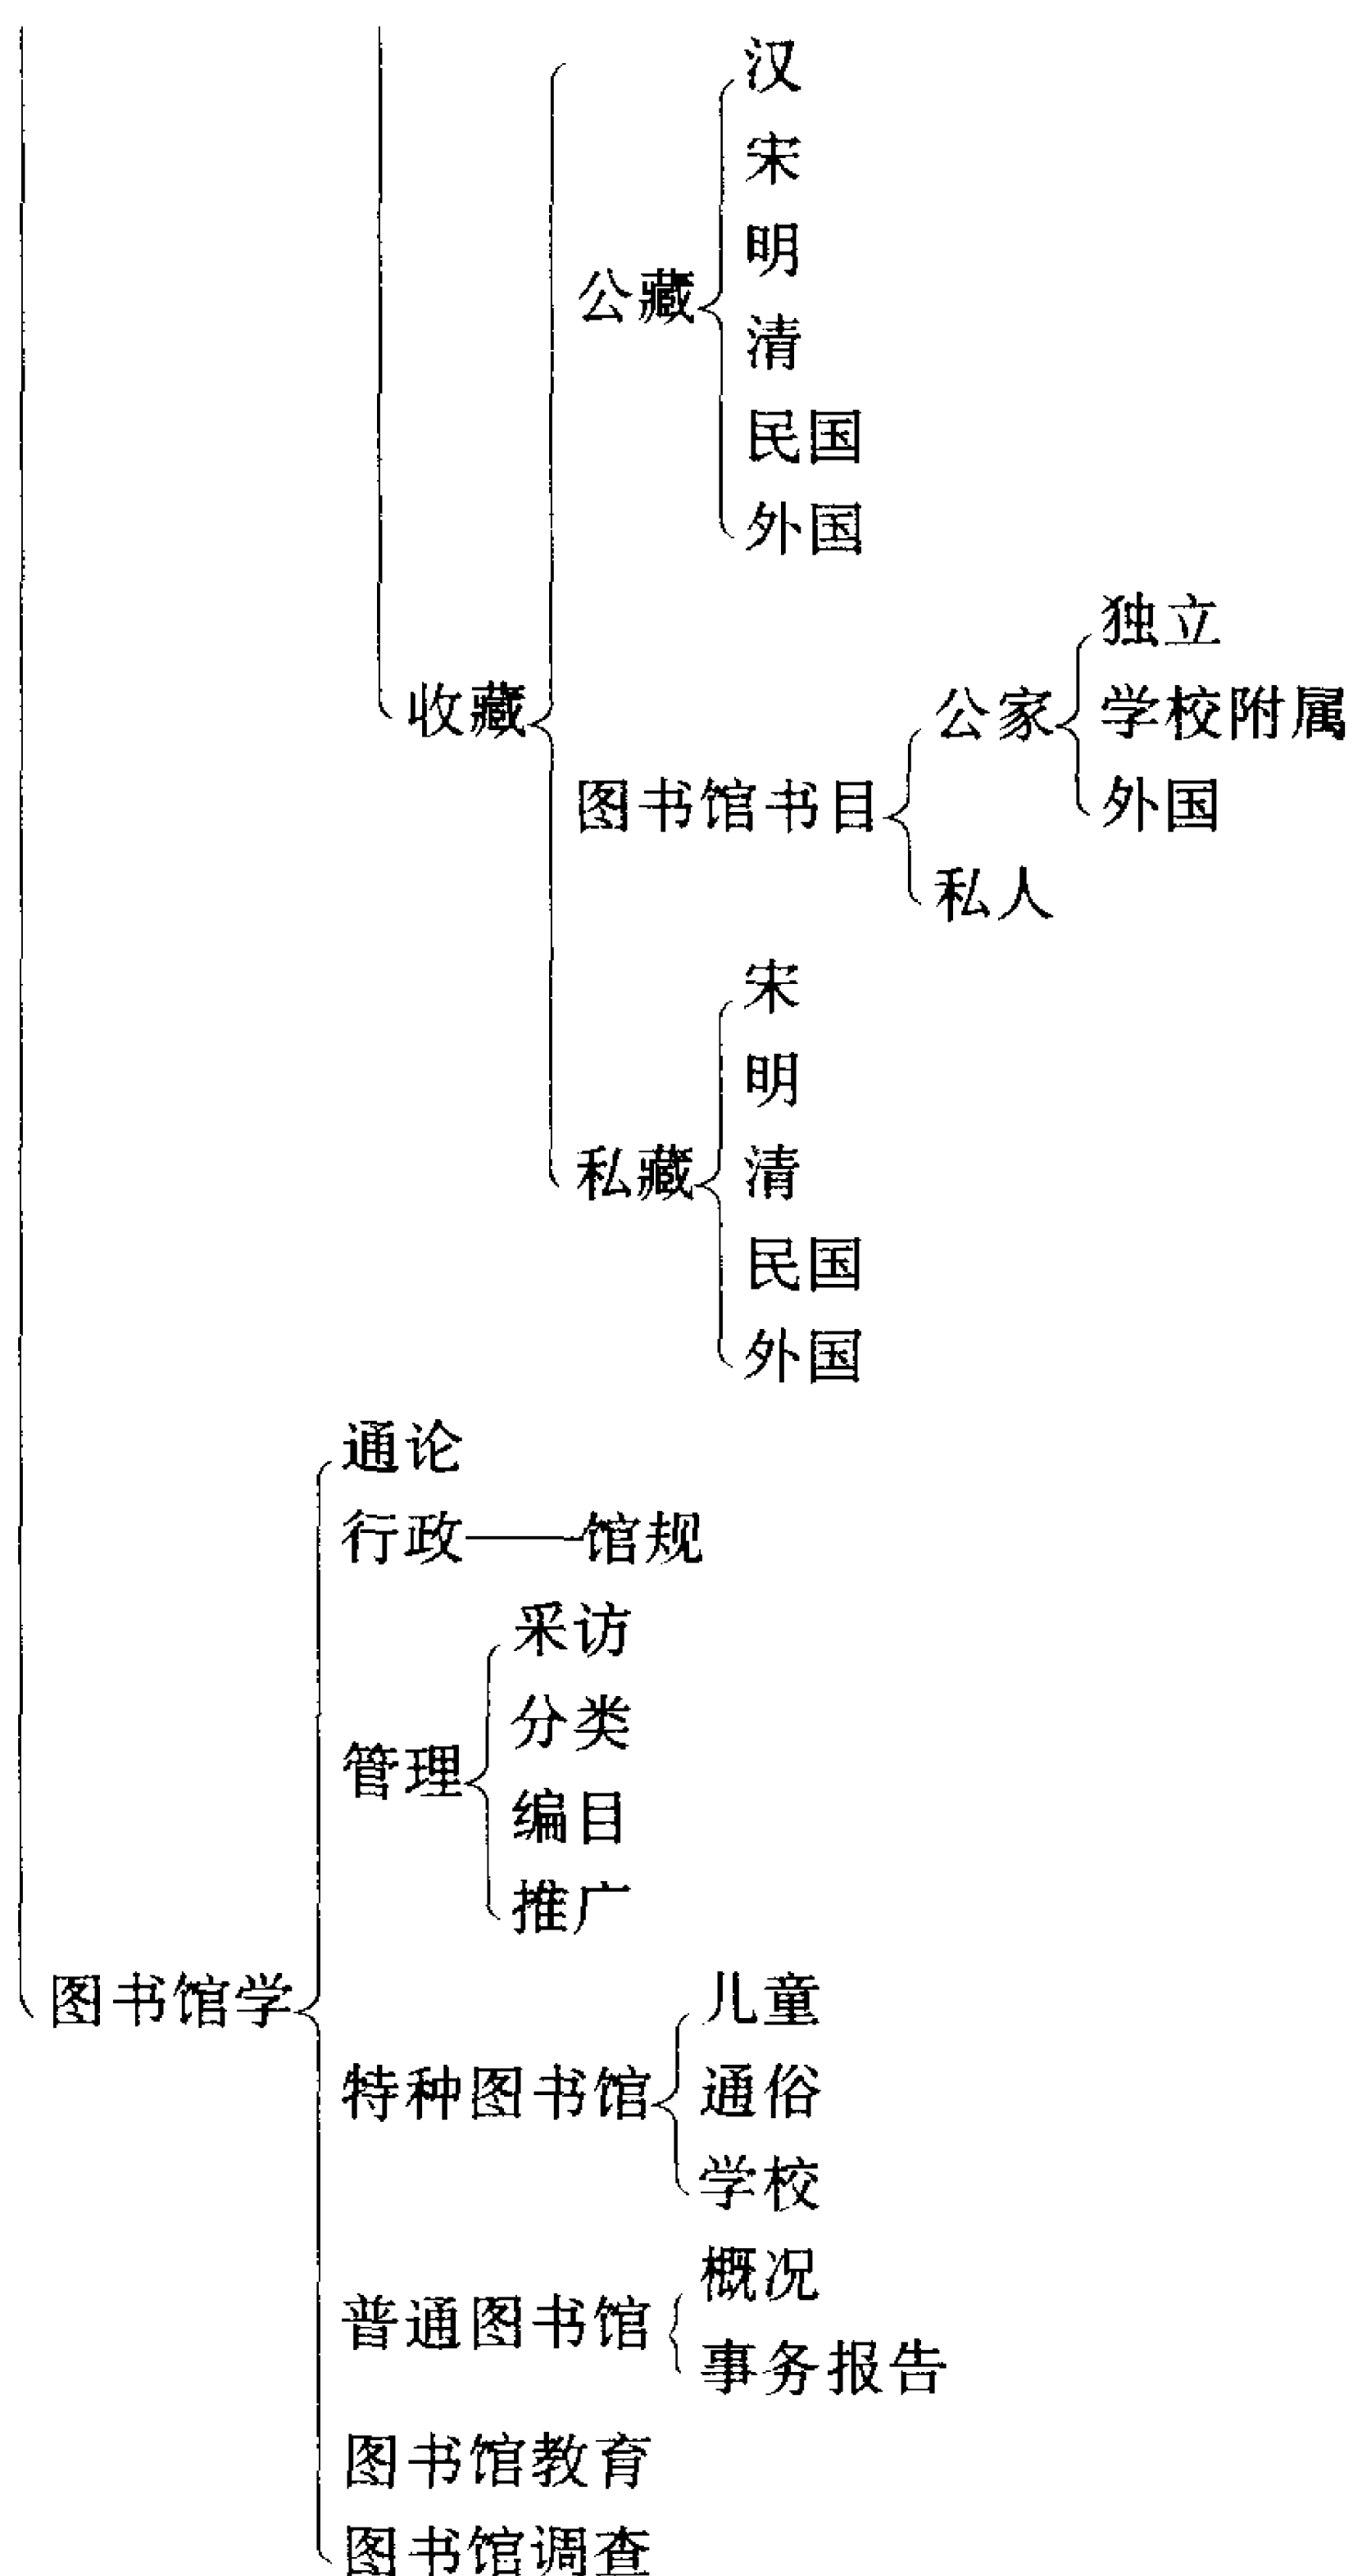 汉
宋
明
公藏
清
民国
外国
独立
收藏
公家
学校附属
图书馆书目
外国
私人
宋
明
私藏
清
民国
外国
通论
行政——馆规
采访
分类
管理
编目
推广
图书馆学
儿童
特种图书馆
通俗
学校
概况
普通图书馆
事务报告
图书馆教育
图书馆调查